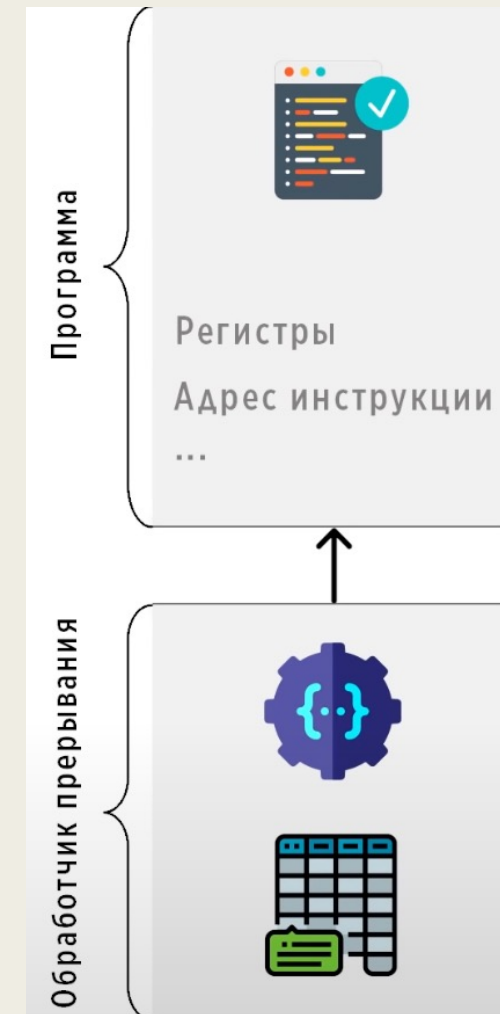 Программа
Регистры
Адрес инструкции
...
Обработчик прерывания
{··}